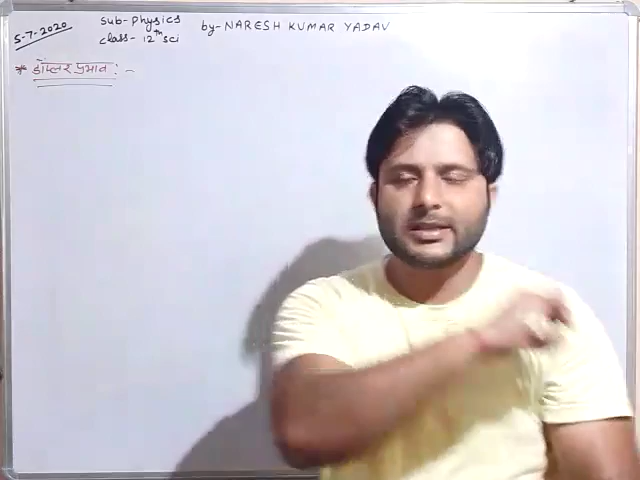 5-7-2020
sub- physics
class- 12th sci
by- NARESH KUMAR YADAV
* डॉप्लर प्रभाव :-